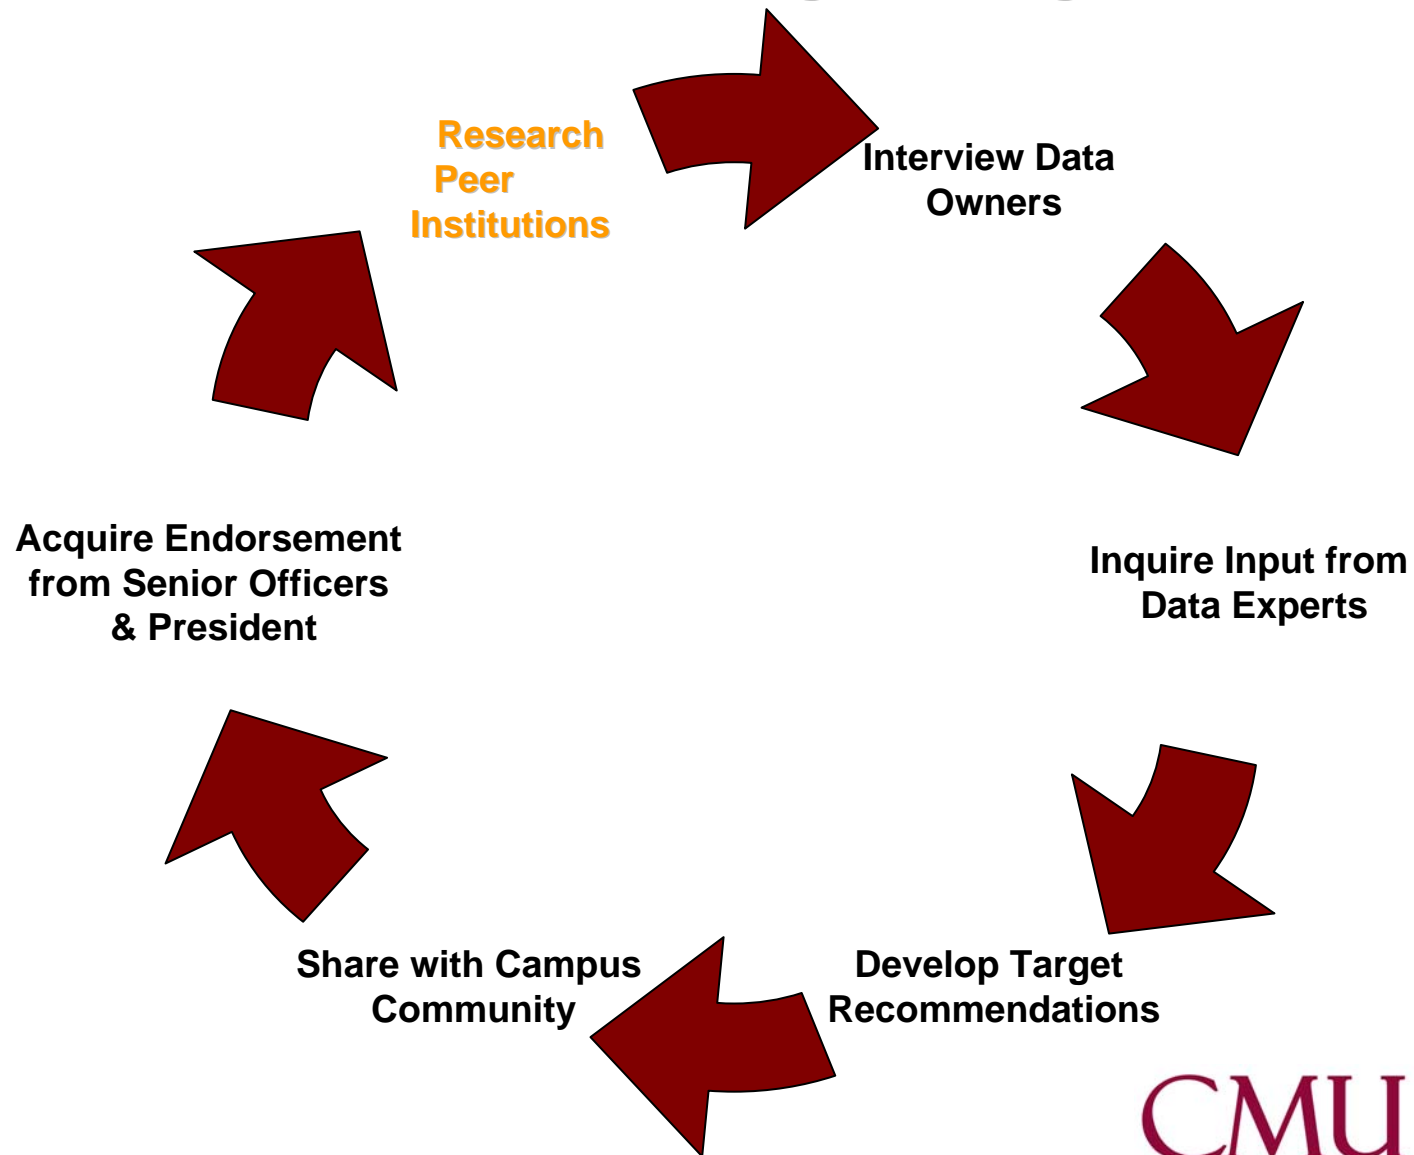 Research
Peer
Institutions
Interview Data
Owners
Inquire Input from
Data Experts
Develop Target
Recommendations
Share with Campus
Community
Acquire Endorsement
from Senior Officers
& President
CMU